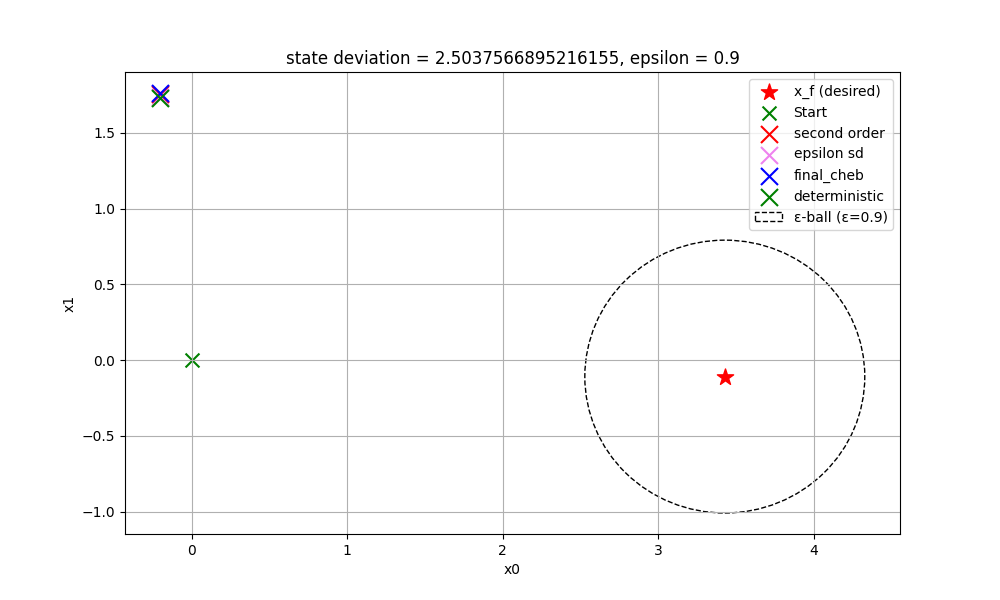 state deviation = 2.5037566895216155, epsilon = 0.9
x_f (desired)
Start
second order
epsilon sd
final_cheb
deterministic
ε-ball (ε=0.9)
1.5
1.0
0.5
0.0
−0.5
−1.0
x1
0 1 2 3 4
x0